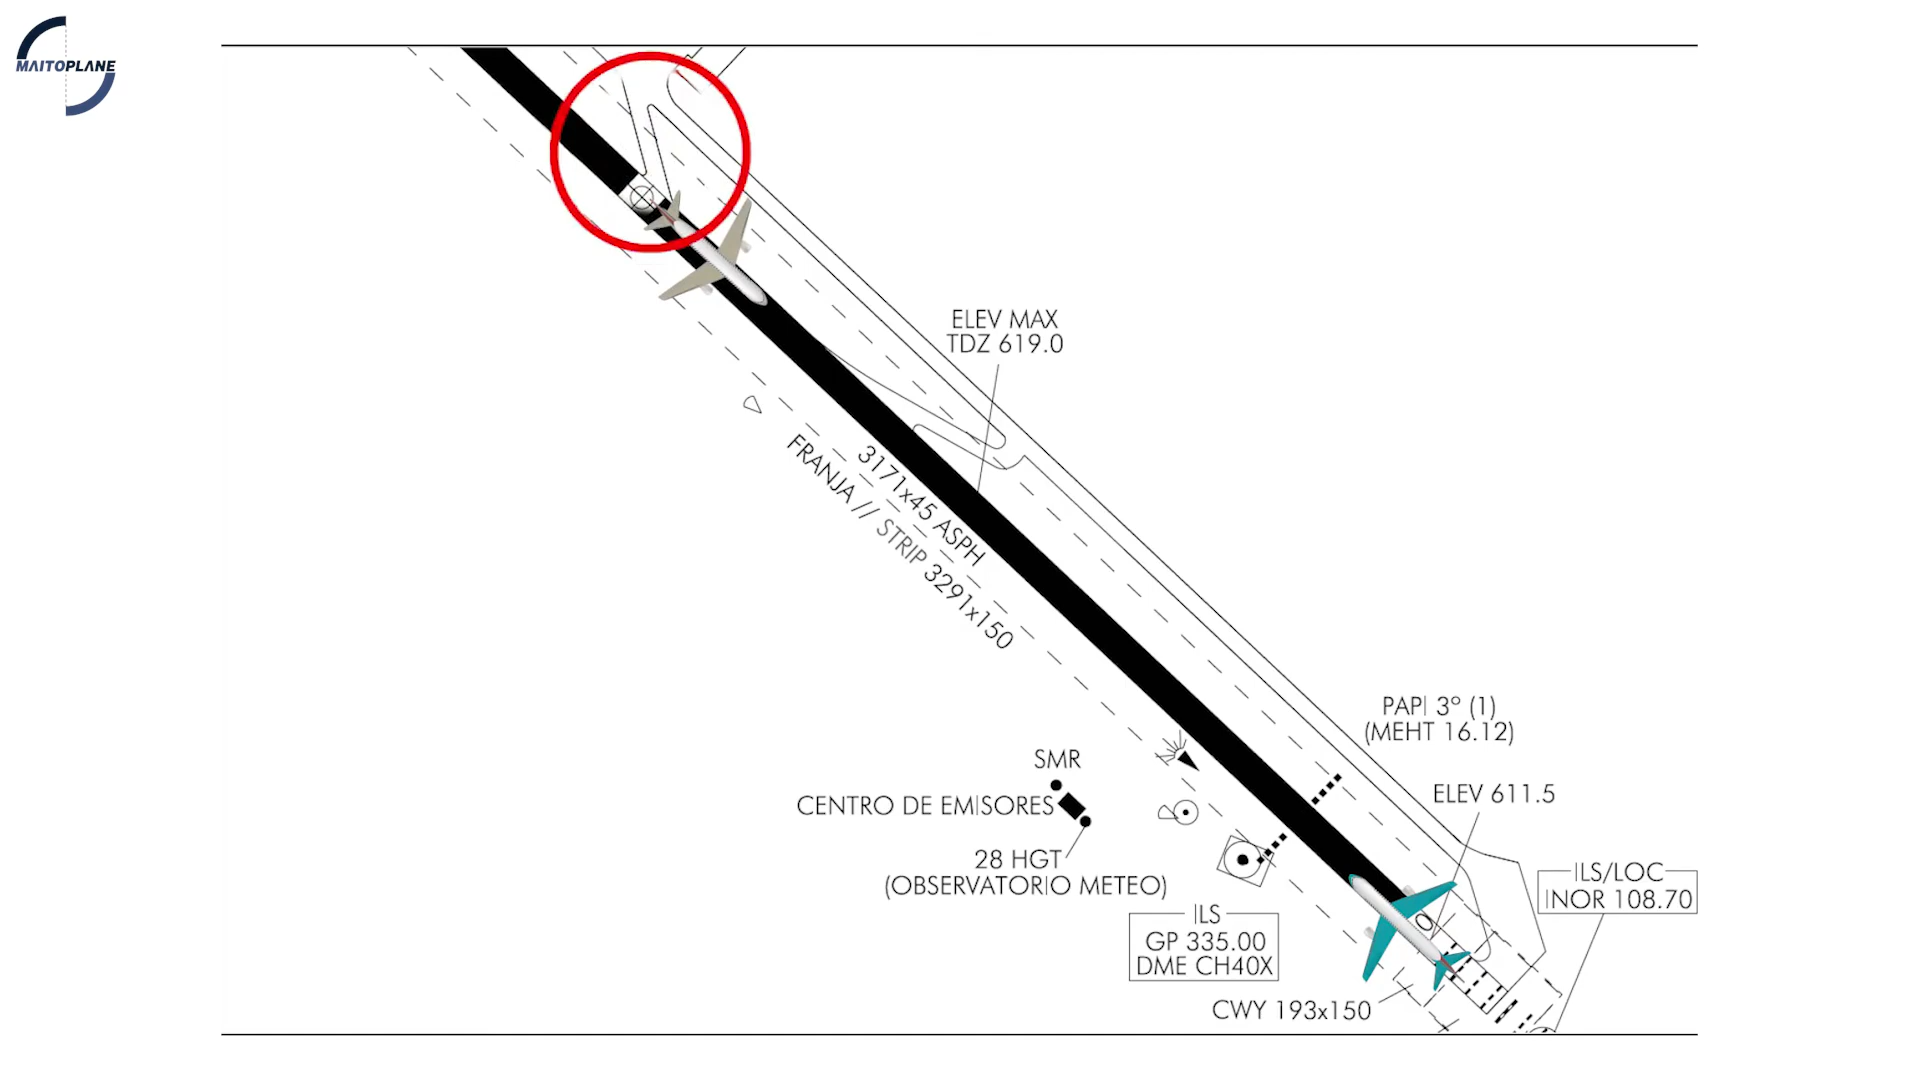 MAITOPLANE
ELEV MAX
TDZ 619.0
3171x45 ASPH
FRANJA // STRIP 3291x150
PAPI 3º (1)
(MEHT 16.12)
SMR
CENTRO DE EMISORES
ELEV 611.5
28 HGT
(OBSERVATORIO METEO)
ILS/LOC
INOR 108.70
ILS
GP 335.00
DME CH40X
CWY 193x150